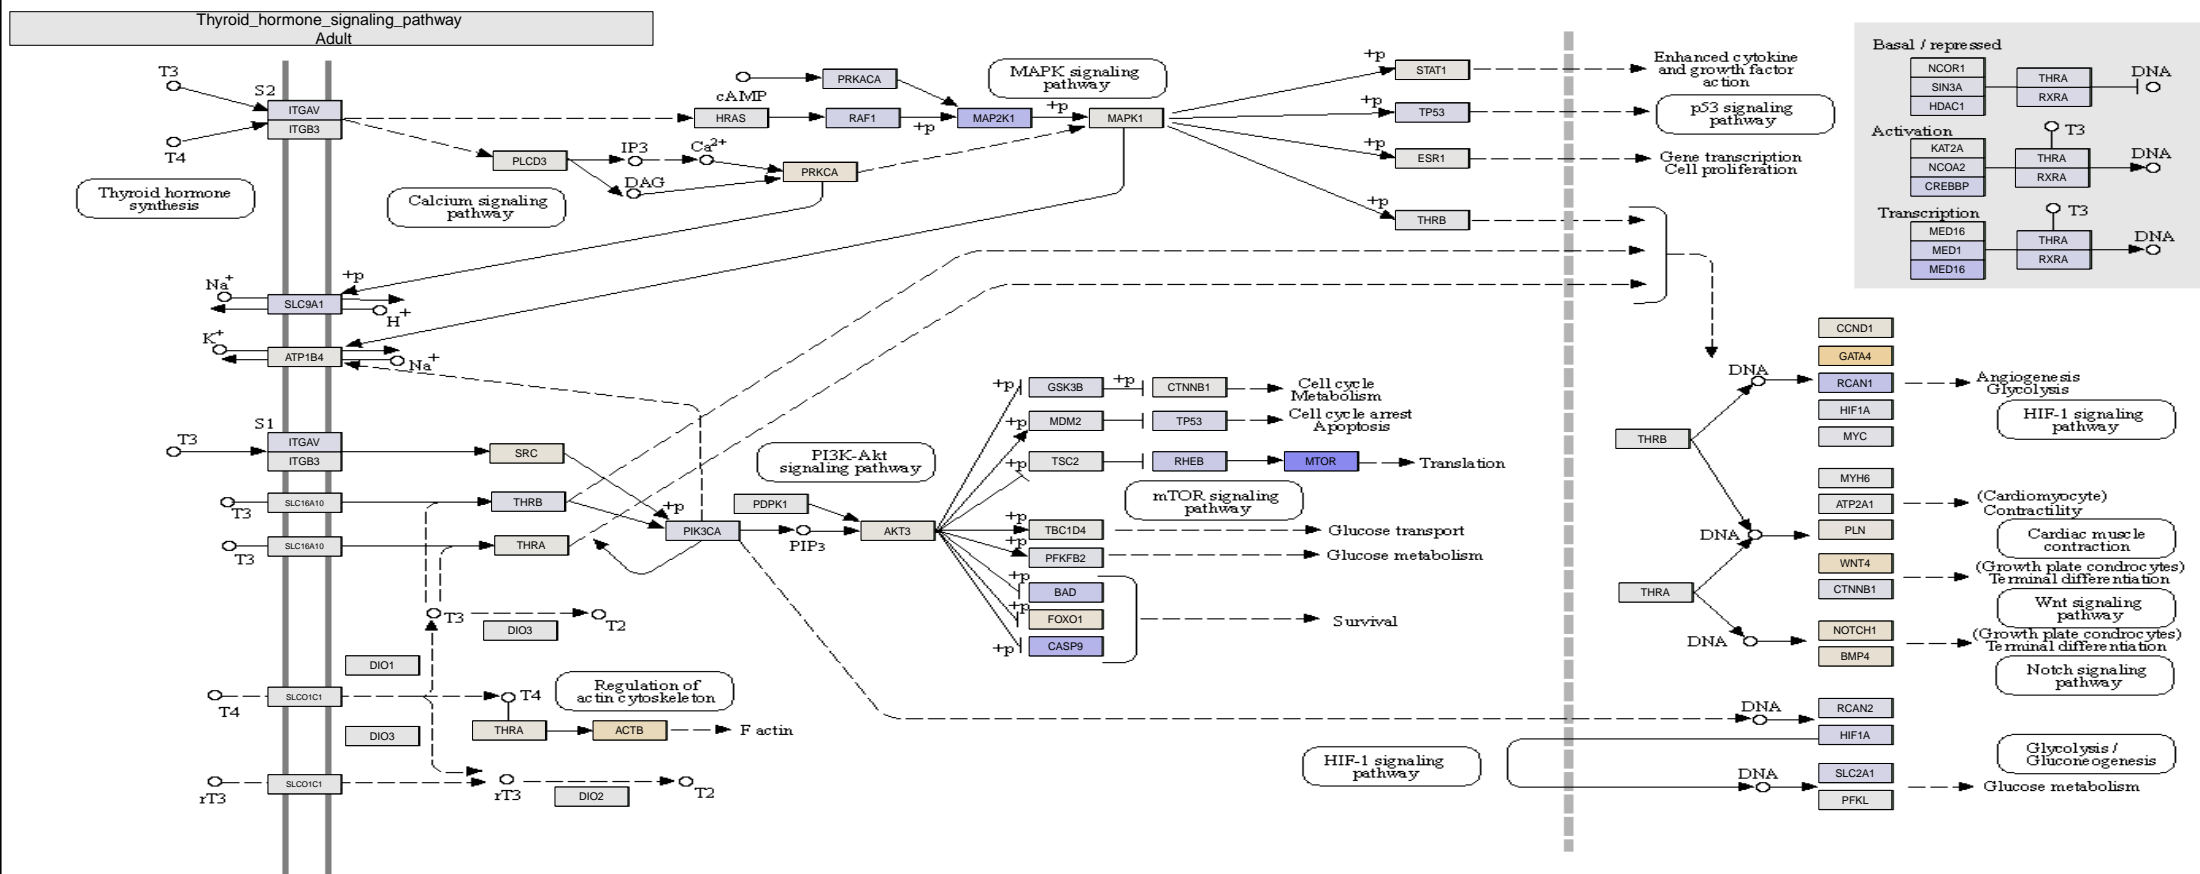 Thyroid_hormone_signaling_pathway
Adult
T3
S2
ITGAV
ITGB3
T4
Thyroid hormone
synthesis
PRKACA
cAMP
HRAS
RAF1
+p
MAP2K1
+p
MAPK signaling
pathway
MAPK1
PLCD3
IP3
Ca2+
DAG
PRKCA
Calcium signaling
pathway
+p
STAT1
Enhanced cytokine
and growth factor
action
+p
TP53
p53 signaling
pathway
+p
ESR1
Gene transcription
Cell proliferation
+p
THRB
Basal / repressed
NCOR1
SIN3A
HDAC1
THRA
RXRA
DNA
Activation
T3
KAT2A
NCOA2
CREBBP
THRA
RXRA
DNA
Transcription
T3
MED16
MED1
MED16
THRA
RXRA
DNA
Na+
+p
SLC9A1
H+
K+
ATP1B4
Na+
S1
T3
ITGAV
ITGB3
SRC
SLC16A10
T3
THRB
SLC16A10
T3
THRA
+p
PIK3CA
PI3K-Akt
signaling pathway
PDPK1
PIP3
AKT3
+p
GSK3B
+p
CTNNB1
Cell cycle
Metabolism
+p
MDM2
TP53
Cell cycle arrest
Apoptosis
+p
TSC2
RHEB
MTOR
Translation
mTOR signaling
pathway
+p
TBC1D4
Glucose transport
+p
PFKFB2
Glucose metabolism
+p
BAD
+p
FOXO1
Survival
+p
CASP9
T3
T2
DIO3
DIO1
SLCO1C1
T4
T4
Regulation of
actin cytoskeleton
THRA
ACTB
F actin
DIO3
SLCO1C1
rT3
rT3
DIO2
T2
THRB
THRA
DNA
CCND1
GATA4
RCAN1
HIF1A
MYC
Angiogenesis
Glycolysis
HIF-1 signaling
pathway
DNA
MYH6
ATP2A1
PLN
(Cardiomyocyte)
Contractility
Cardiac muscle
contraction
WNT4
CTNNB1
(Growth plate condrocytes)
Terminal differentiation
Wnt signaling
pathway
DNA
NOTCH1
BMP4
(Growth plate condrocytes)
Terminal differentiation
Notch signaling
pathway
DNA
RCAN2
HIF1A
HIF-1 signaling
pathway
Glycolysis /
Gluconeogenesis
DNA
SLC2A1
PFKL
Glucose metabolism